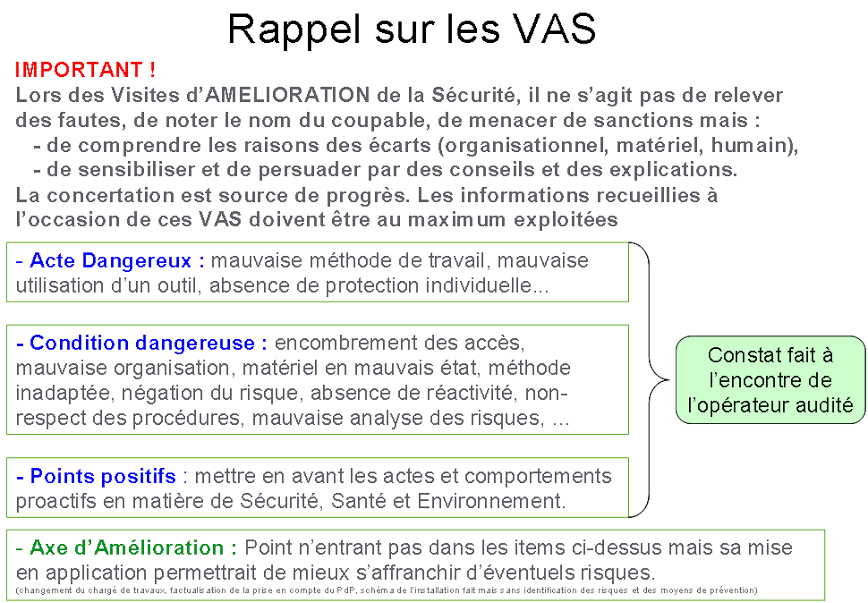 Rappel sur les VAS
IMPORTANT !
Lors des Visites d'AMELIORATION de la Sécurité, il ne s'agit pas de relever
des fautes, de noter le nom du coupable, de menacer de sanctions mais :
- de comprendre les raisons des écarts (organisationnel, matériel, humain),
- de sensibiliser et de persuader par des conseils et des explications.
La concertation est source de progrès. Les informations recueillies à
l'occasion de ces VAS doivent être au maximum exploitées
- Acte Dangereux : mauvaise méthode de travail, mauvaise
utilisation d'un outil, absence de protection individuelle...
- Condition dangereuse : encombrement des accès,
mauvaise organisation, matériel en mauvais état, méthode
inadaptée, négation du risque, absence de réactivité, non-
respect des procédures, mauvaise analyse des risques, ...
- Points positifs : mettre en avant les actes et comportements
proactifs en matière de Sécurité, Santé et Environnement.
Constat fait à
l'encontre de
l'opérateur audité
- Axe d'Amélioration : Point n'entrant pas dans les items ci-dessus mais sa mise
en application permettrait de mieux s'affranchir d'éventuels risques.
(changement du chargé de travaux, factualisation de la prise en compte du PdP, schéma de l'installation fait mais sans identification des risques et des moyens de prévention)